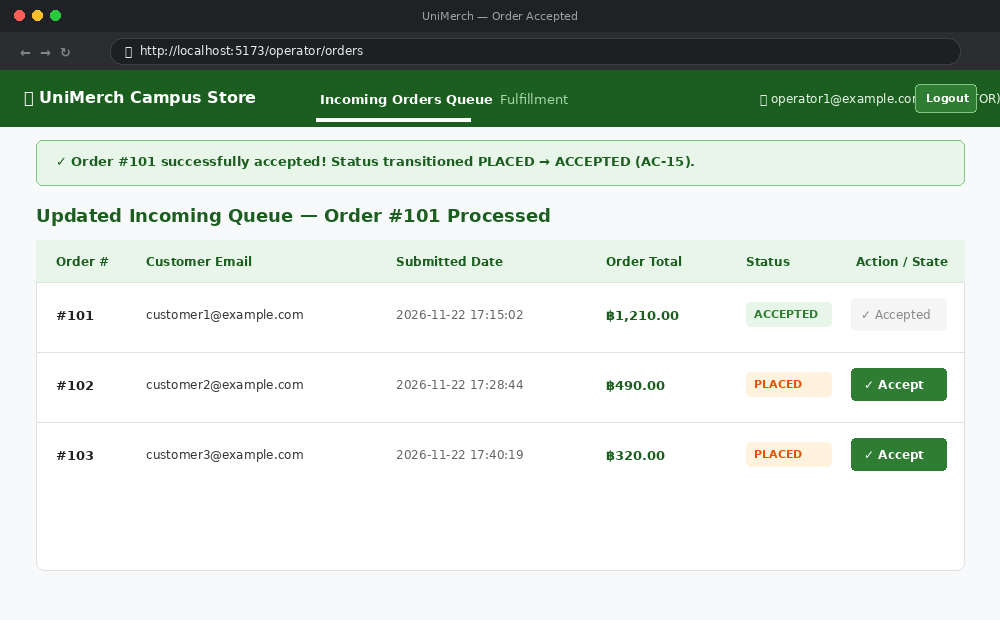 UniMerch — Order Accepted
← → ↻ http://localhost:5173/operator/orders
UniMerch Campus Store Incoming Orders Queue Fulfillment Logout TOR)
✓ Order #101 successfully accepted! Status transitioned PLACED → ACCEPTED (AC-15).
Updated Incoming Queue — Order #101 Processed
Order # Customer Email Submitted Date Order Total Status Action / State
#101 customer1@example.com 2026-11-22 17:15:02 ฿1,210.00 ACCEPTED ✓ Accepted
#102 customer2@example.com 2026-11-22 17:28:44 ฿490.00 PLACED ✓ Accept
#103 customer3@example.com 2026-11-22 17:40:19 ฿320.00 PLACED ✓ Accept